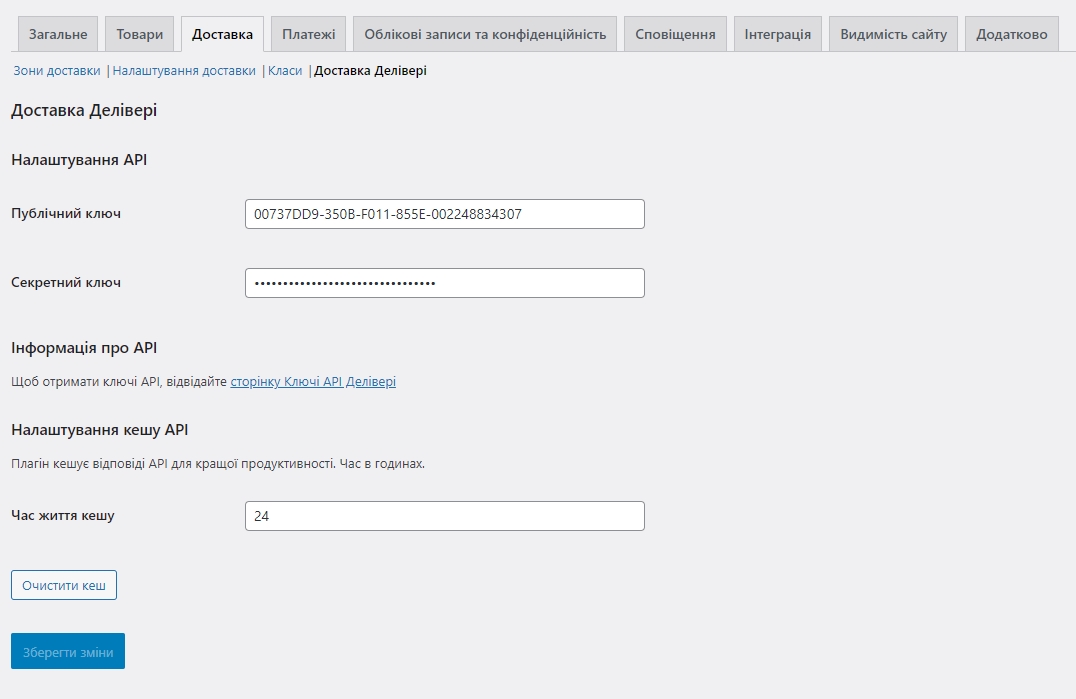 Загальне Товари Доставка Платежі Облікові записи та конфіденційність Сповіщення Інтеграція Видимість сайту Додатково
Зони доставки | Налаштування доставки | Класи | Доставка Делівері
Доставка Делівері
Налаштування API
Публічний ключ 00737DD9-350B-F011-855E-002248834307
Секретний ключ ••••••••••••••••••••••••••••••••
Інформація про API
Щоб отримати ключі API, відвідайте сторінку Ключі API Делівері
Налаштування кешу API
Плагін кешує відповіді API для кращої продуктивності. Час в годинах.
Час життя кешу 24
Очистити кеш
Зберегти зміни